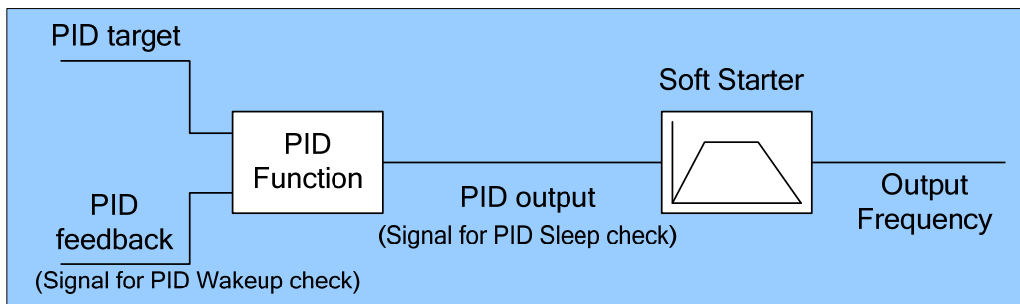 PID target
Soft Starter
PID
Function
PID
feedback
(Signal for PID Wakeup check)
PID output
(Signal for PID Sleep check)
Output
Frequency